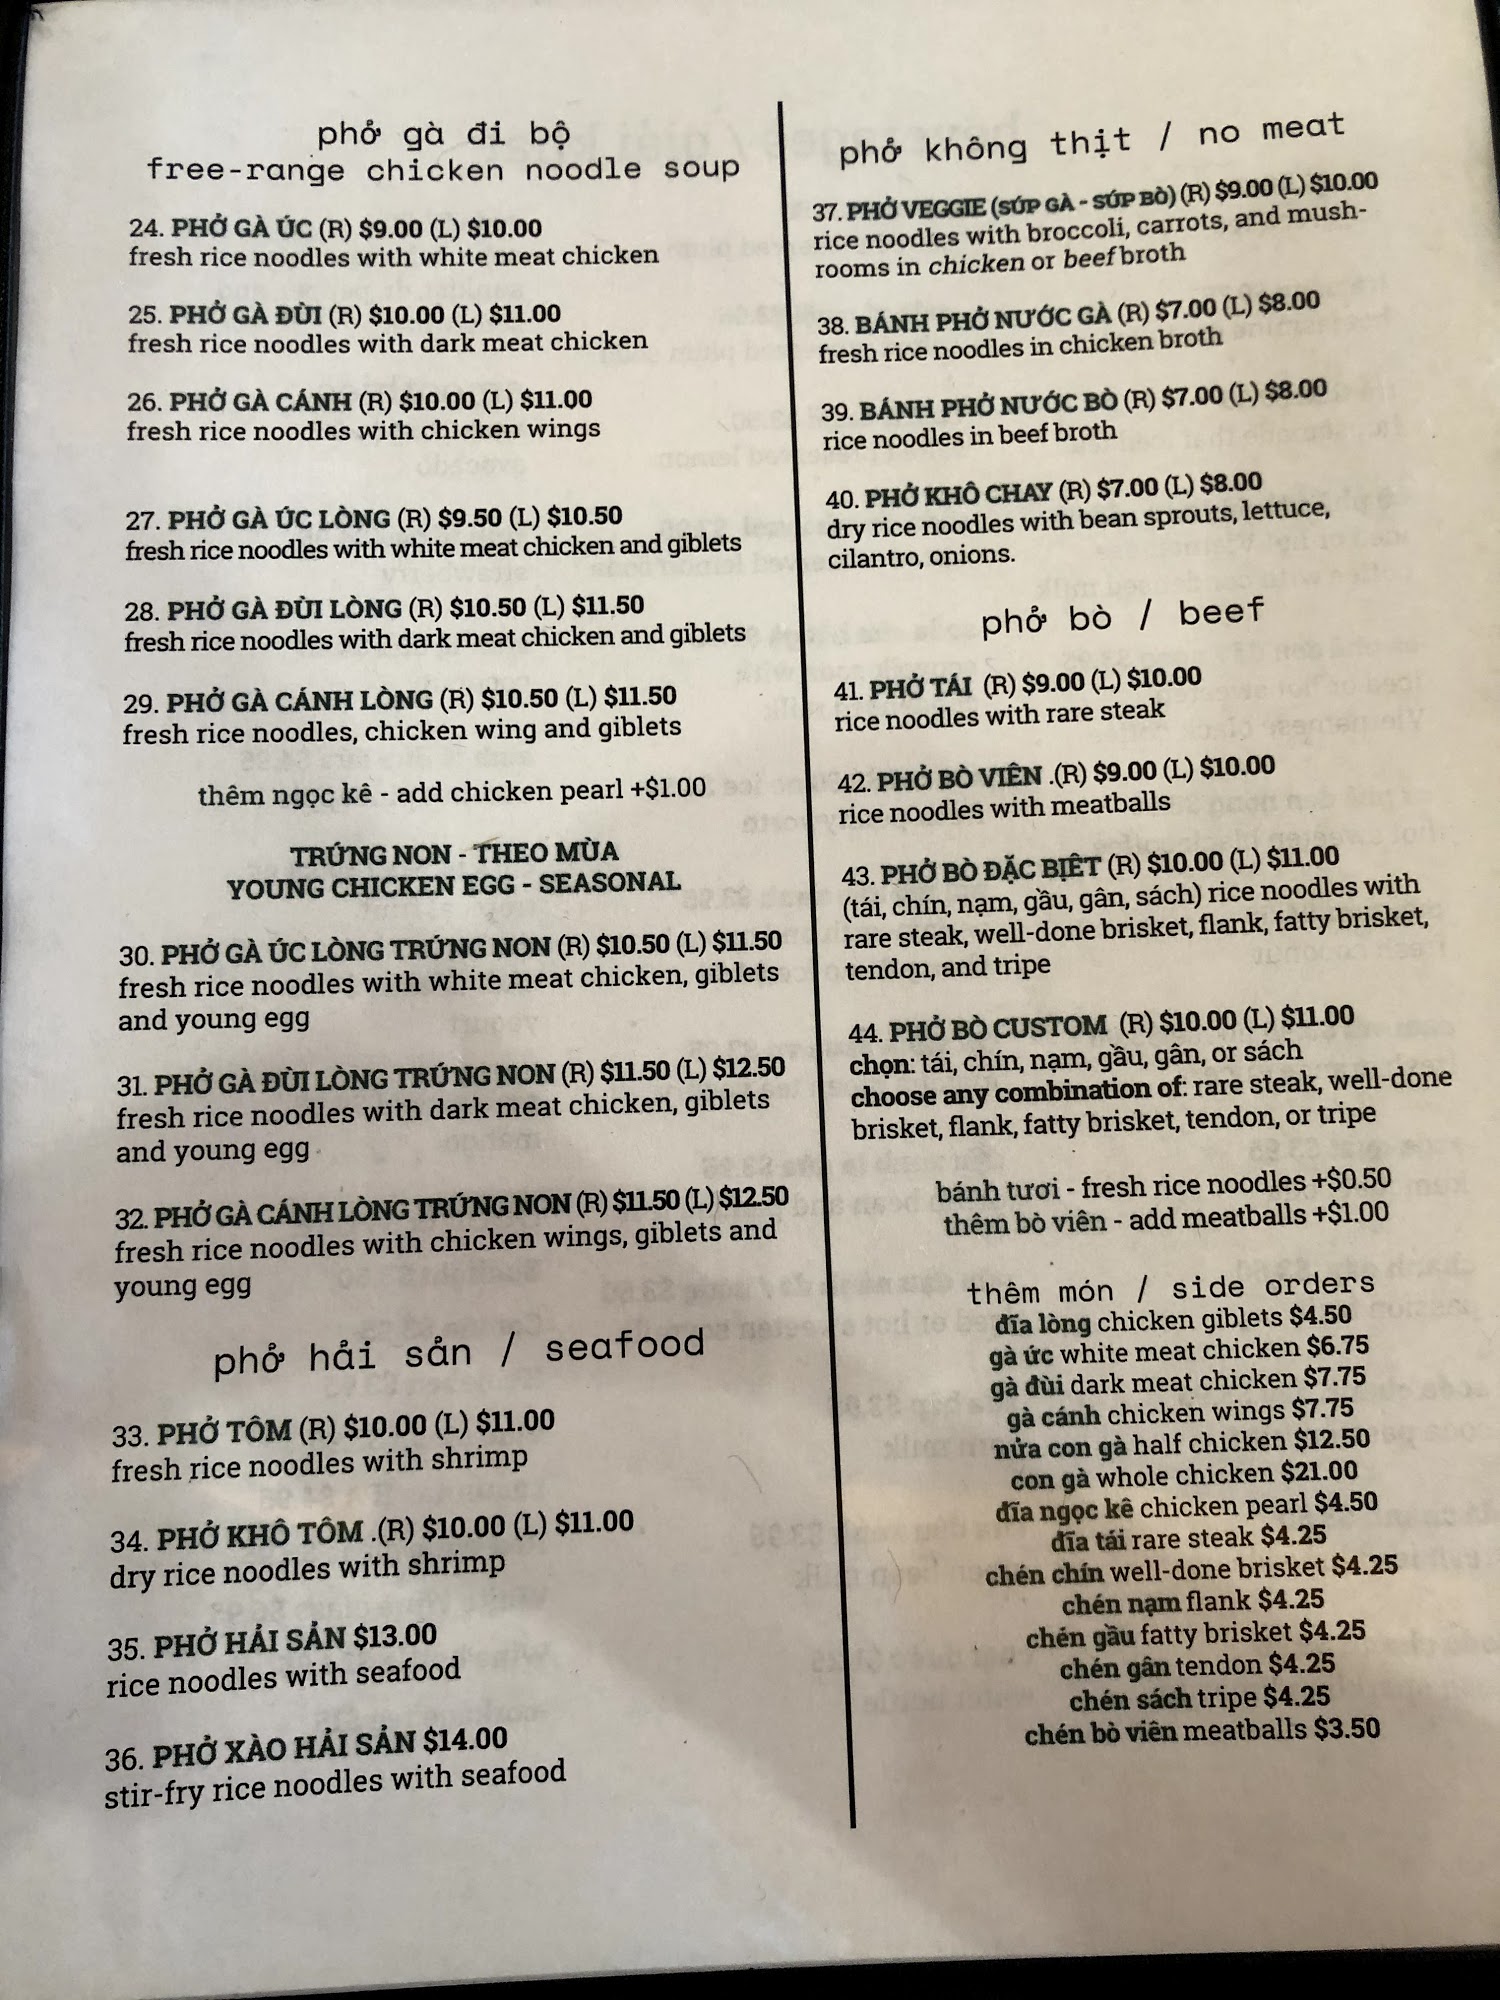 phở gà đi bộ
free-range chicken noodle soup
24. PHỞ GÀ ÚC (R) $9.00 (L) $10.00
fresh rice noodles with white meat chicken
25. PHỞ GÀ ĐÙI (R) $10.00 (L) $11.00
fresh rice noodles with dark meat chicken
26. PHỞ GÀ CÁNH (R) $10.00 (L) $11.00
fresh rice noodles with chicken wings
27. PHỞ GÀ ÚC LÒNG (R) $9.50 (L) $10.50
fresh rice noodles with white meat chicken and giblets
28. PHỞ GÀ ĐÙI LÒNG (R) $10.50 (L) $11.50
fresh rice noodles with dark meat chicken and giblets
29. PHỞ GÀ CÁNH LÒNG (R) $10.50 (L) $11.50
fresh rice noodles, chicken wing and giblets
thêm ngọc kê - add chicken pearl +$1.00
TRỨNG NON - THEO MÙA
YOUNG CHICKEN EGG - SEASONAL
30. PHỞ GÀ ÚC LÒNG TRỨNG NON (R) $10.50 (L) $11.50
fresh rice noodles with white meat chicken, giblets
and young egg
31. PHỞ GÀ ĐÙI LÒNG TRỨNG NON (R) $11.50 (L) $12.50
fresh rice noodles with dark meat chicken, giblets
and young egg
32. PHỞ GÀ CÁNH LÒNG TRỨNG NON (R) $11.50 (L) $12.50
fresh rice noodles with chicken wings, giblets and
young egg
phở hải sản / seafood
33. PHỞ TÔM (R) $10.00 (L) $11.00
fresh rice noodles with shrimp
34. PHỞ KHÔ TÔM .(R) $10.00 (L) $11.00
dry rice noodles with shrimp
35. PHỞ HẢI SẢN $13.00
rice noodles with seafood
36. PHỞ XÀO HẢI SẢN $14.00
stir-fry rice noodles with seafood
phở không thịt / no meat
37. PHỞ VEGGIE (SÚP GÀ - SÚP BÒ) (R) $9.00 (L) $10.00
rice noodles with broccoli, carrots, and mush-
rooms in chicken or beef broth
38. BÁNH PHỞ NƯỚC GÀ (R) $7.00 (L) $8.00
fresh rice noodles in chicken broth
39. BÁNH PHỞ NƯỚC BÒ (R) $7.00 (L) $8.00
rice noodles in beef broth
40. PHỞ KHÔ CHAY (R) $7.00 (L) $8.00
dry rice noodles with bean sprouts, lettuce,
cilantro, onions.
phở bò / beef
41. PHỞ TÁI (R) $9.00 (L) $10.00
rice noodles with rare steak
42. PHỞ BÒ VIÊN .(R) $9.00 (L) $10.00
rice noodles with meatballs
43. PHỞ BÒ ĐẶC BIỆT (R) $10.00 (L) $11.00
(tái, chín, nạm, gầu, gân, sách) rice noodles with
rare steak, well-done brisket, flank, fatty brisket,
tendon, and tripe
44. PHỞ BÒ CUSTOM (R) $10.00 (L) $11.00
chọn: tái, chín, nạm, gầu, gân, or sách
choose any combination of: rare steak, well-done
brisket, flank, fatty brisket, tendon, or tripe
bánh tươi - fresh rice noodles +$0.50
thêm bò viên - add meatballs +$1.00
thêm món / side orders
đĩa lòng chicken giblets $4.50
gà ức white meat chicken $6.75
gà đùi dark meat chicken $7.75
gà cánh chicken wings $7.75
nửa con gà half chicken $12.50
con gà whole chicken $21.00
đĩa ngọc kê chicken pearl $4.50
đĩa tái rare steak $4.25
chén chín well-done brisket $4.25
chén nạm flank $4.25
chén gầu fatty brisket $4.25
chén gân tendon $4.25
chén sách tripe $4.25
chén bò viên meatballs $3.50